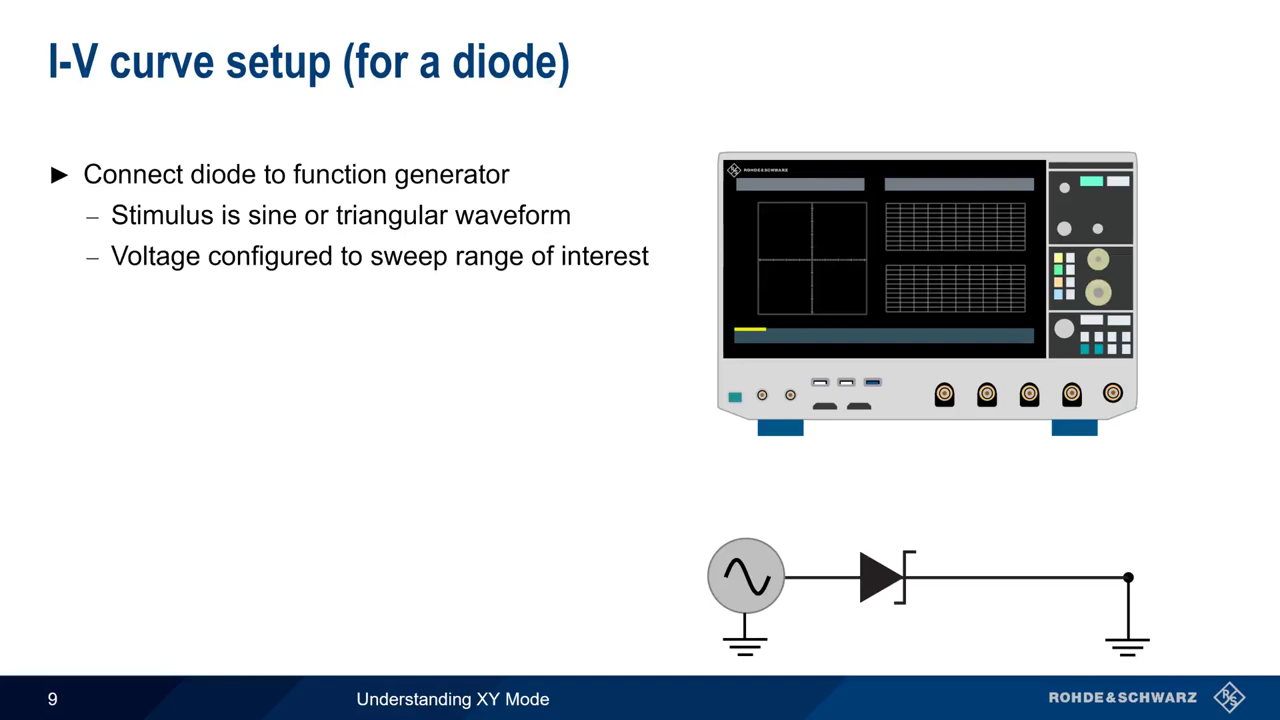 I-V curve setup (for a diode)
► Connect diode to function generator
– Stimulus is sine or triangular waveform
– Voltage configured to sweep range of interest
ROHDE&SCHWARZ
9
Understanding XY Mode
ROHDE&SCHWARZ
R&S